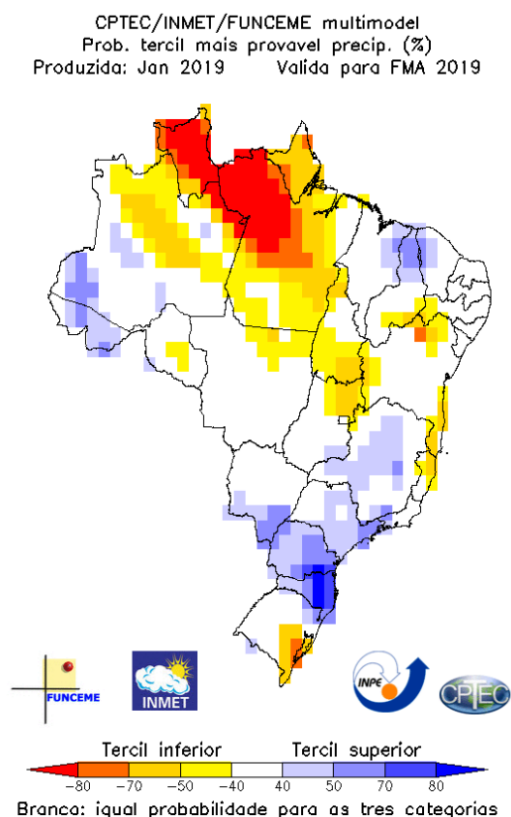 CPTEC/INMET/FUNCEME multimodel
Prob. tercil mais provavel precip. (%)
Produzida: Jan 2019 Valida para FMA 2019
FUNCEME
INMET
INPE
CPTEC
Tercil inferior Tercil superior
-80 -70 -50 -40 40 50 70 80
Branca: igual probabilidade para as tres categorias